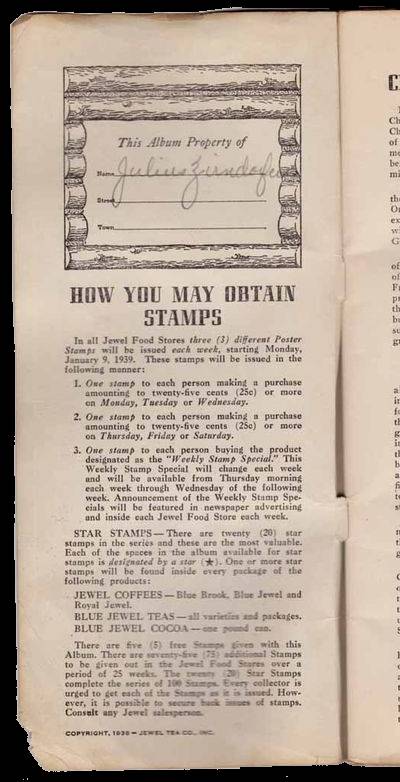 This Album Property of
Name Julius Zirndofer
Street
Town
HOW YOU MAY OBTAIN
STAMPS
In all Jewel Food Stores three (3) different Poster
Stamps will be issued each week, starting Monday,
January 9, 1939. These stamps will be issued in the
following manner:
1. One stamp to each person making a purchase
amounting to twenty-five cents (25c) or more
on Monday, Tuesday or Wednesday.
2. One stamp to each person making a purchase
amounting to twenty-five cents (25c) or more
on Thursday, Friday or Saturday.
3. One stamp to each person buying the product
designated as the "Weekly Stamp Special." This
Weekly Stamp Special will change each week
and will be available from Thursday morning
each week through Wednesday of the following
week. Announcement of the Weekly Stamp Spe-
cials will be featured in newspaper advertising
and inside each Jewel Food Store each week.
STAR STAMPS—There are twenty (20) star
stamps in the series and these are the most valuable.
Each of the spaces in the album available for star
stamps is designated by a star (★). One or more star
stamps will be found inside every package of the
following products:
JEWEL COFFEES—Blue Brook, Blue Jewel and
Royal Jewel.
BLUE JEWEL TEAS—all varieties and packages.
BLUE JEWEL COCOA—one pound can.
There are five (5) free Stamps given with this
Album. There are seventy-five (75) additional Stamps
to be given out in the Jewel Food Stores over a
period of 25 weeks. The twenty (20) Star Stamps
complete the series of 100 Stamps. Every collector is
urged to get each of the Stamps as it is issued. How-
ever, it is possible to secure back issues of stamps.
Consult any Jewel salesperson.
COPYRIGHT, 1939—JEWEL TEA CO., INC.